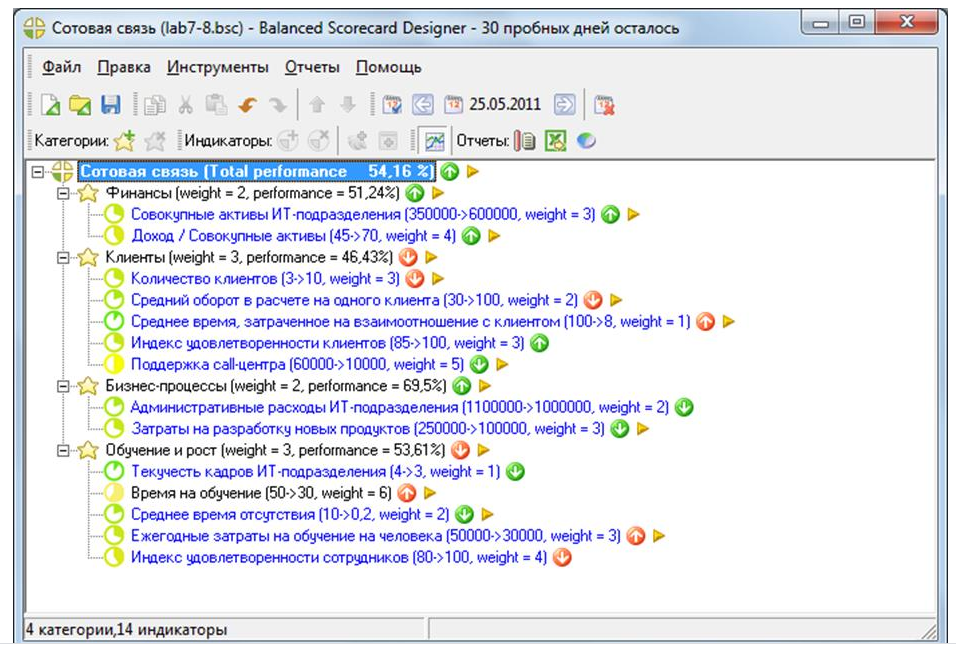 Сотовая связь (lab7-8.bsc) - Balanced Scorecard Designer - 30 пробных дней осталось
Файл Правка Инструменты Отчеты Помощь
25.05.2011
Категории: Индикаторы: Отчеты:
Сотовая связь (Total performance 54,16 %)
Финансы (weight = 2, performance = 51,24%)
Совокупные активы ИТ-подразделения (350000->600000, weight = 3)
Доход / Совокупные активы (45->70, weight = 4)
Клиенты (weight = 3, performance = 46,43%)
Количество клиентов (3->10, weight = 3)
Средний оборот в расчете на одного клиента (30->100, weight = 2)
Среднее время, затраченное на взаимоотношение с клиентом (100->8, weight = 1)
Индекс удовлетворенности клиентов (85->100, weight = 3)
Поддержка call-центра (60000->10000, weight = 5)
Бизнес-процессы (weight = 2, performance = 69,5%)
Административные расходы ИТ-подразделения (1100000->1000000, weight = 2)
Затраты на разработку новых продуктов (250000->100000, weight = 3)
Обучение и рост (weight = 3, performance = 53,61%)
Текучесть кадров ИТ-подразделения (4->3, weight = 1)
Время на обучение (50->30, weight = 6)
Среднее время отсутствия (10->0,2, weight = 2)
Ежегодные затраты на обучение на человека (50000->30000, weight = 3)
Индекс удовлетворенности сотрудников (80->100, weight = 4)
4 категории,14 индикаторы